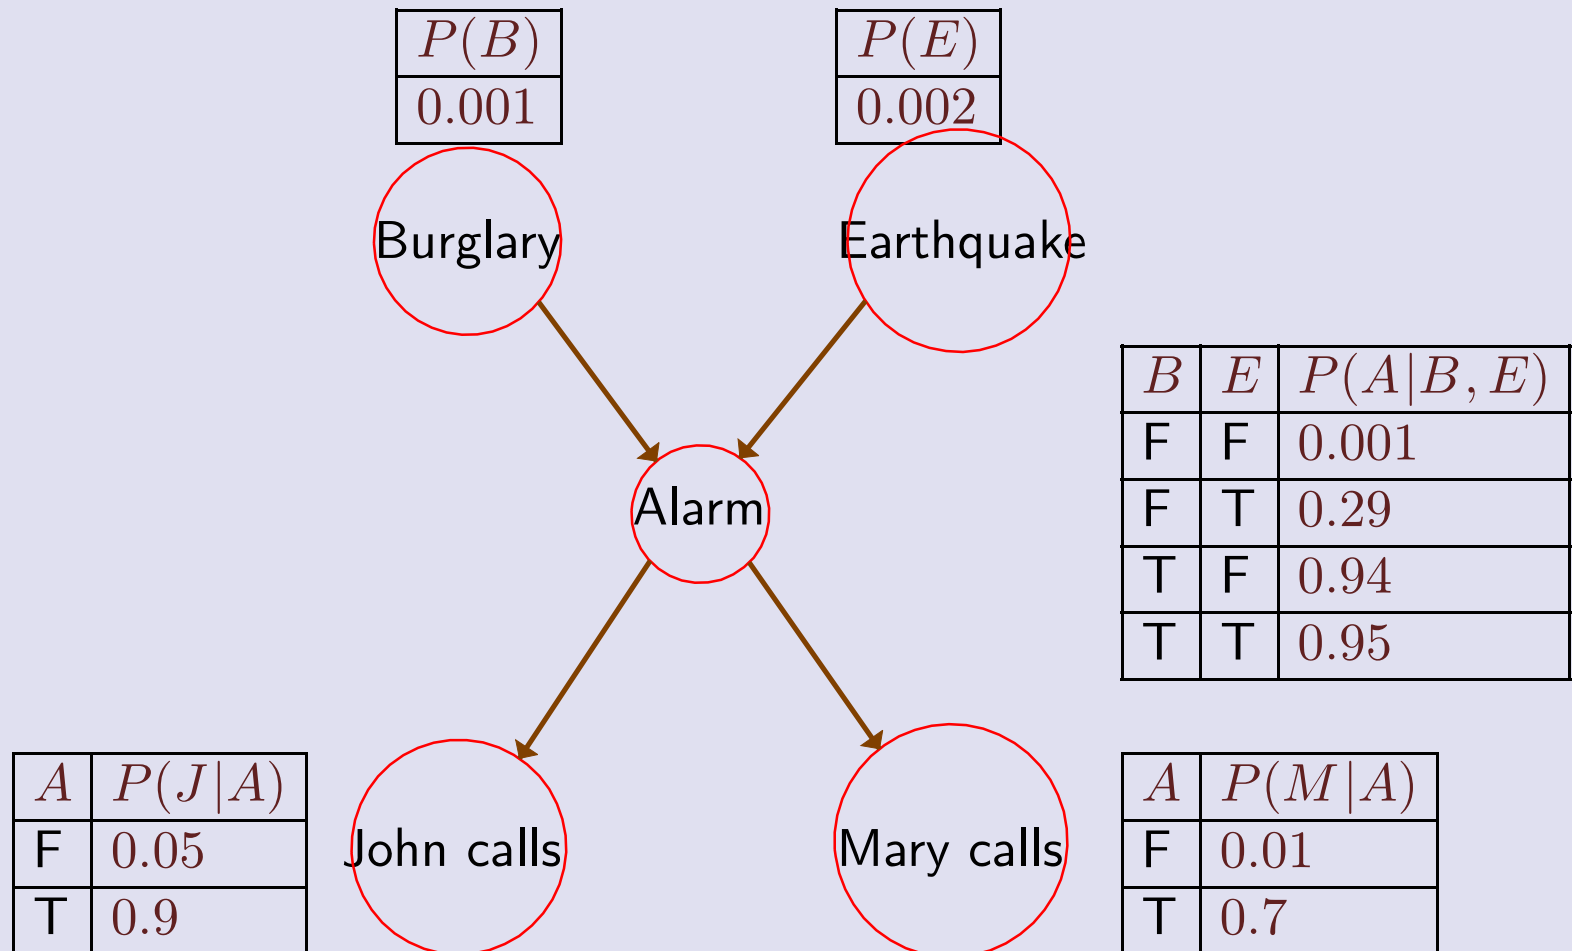 P(B) P(E)
0.001 0.002
Burglary Earthquake
B E P(A|B, E)
F F 0.001
Alarm
F T 0.29
T F 0.94
T T 0.95
A P(J|A)
F 0.05
T 0.9
John calls Mary calls
A P(M|A)
F 0.01
T 0.7